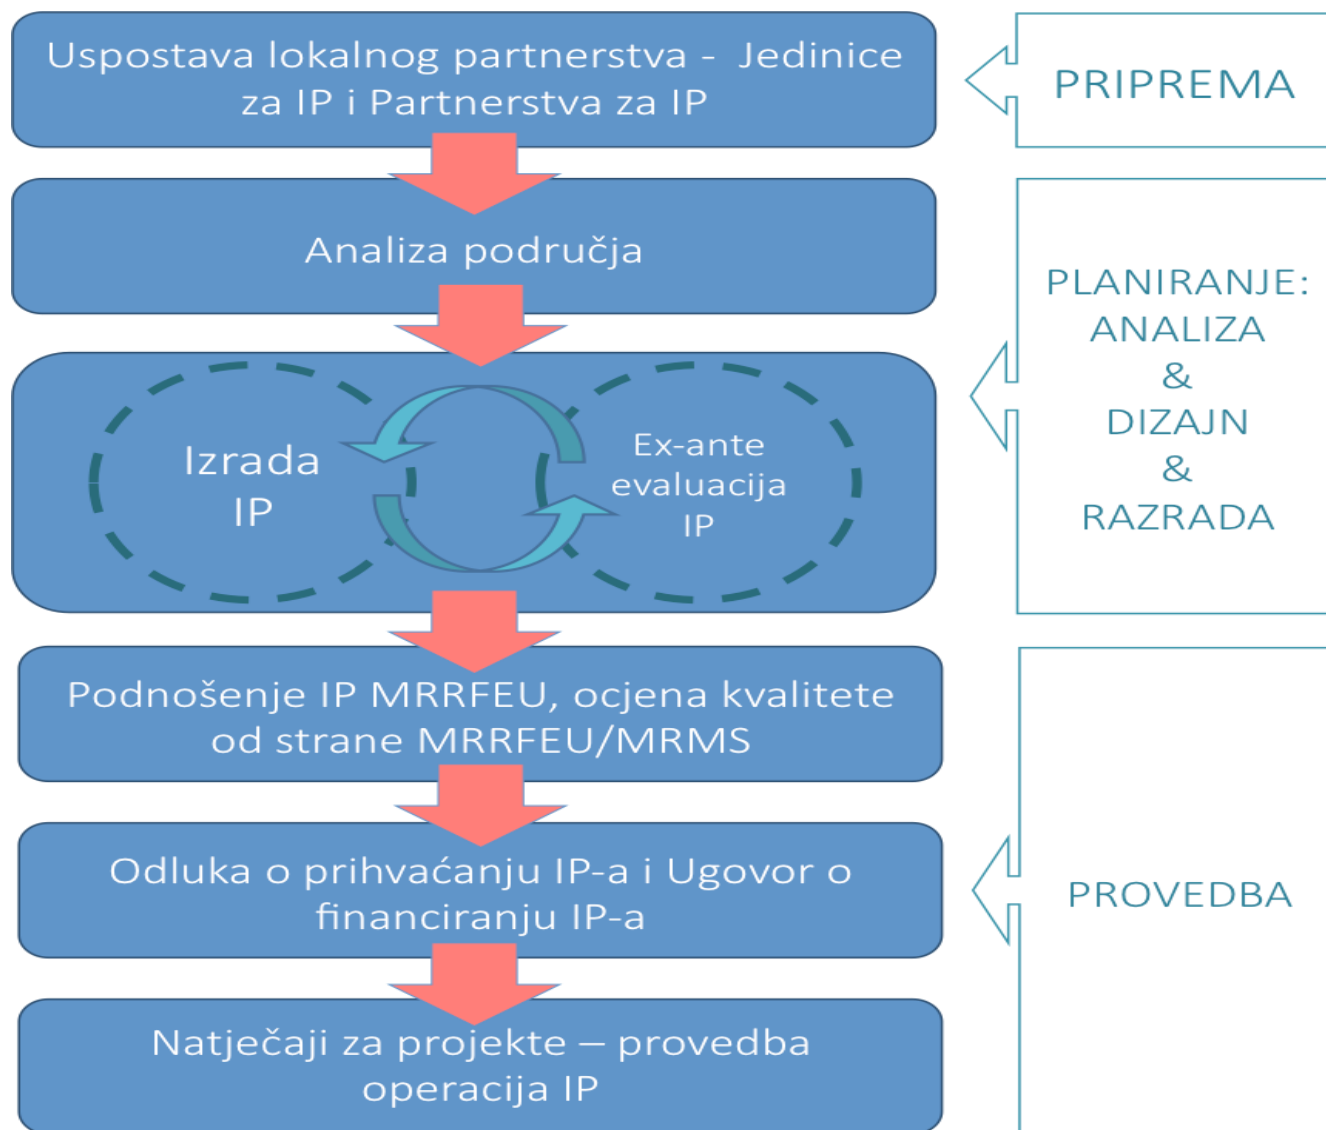 Uspostava lokalnog partnerstva - Jedinice
za IP i Partnerstva za IP
PRIPREMA
Analiza područja
Izrada
IP
Ex-ante
evaluacija
IP
PLANIRANJE:
ANALIZA
&
DIZAJN
&
RAZRADA
Podnošenje IP MRRFEU, ocjena kvalitete
od strane MRRFEU/MRMS
Odluka o prihvaćanju IP-a i Ugovor o
financiranju IP-a
Natječaji za projekte – provedba
operacija IP
PROVEDBA